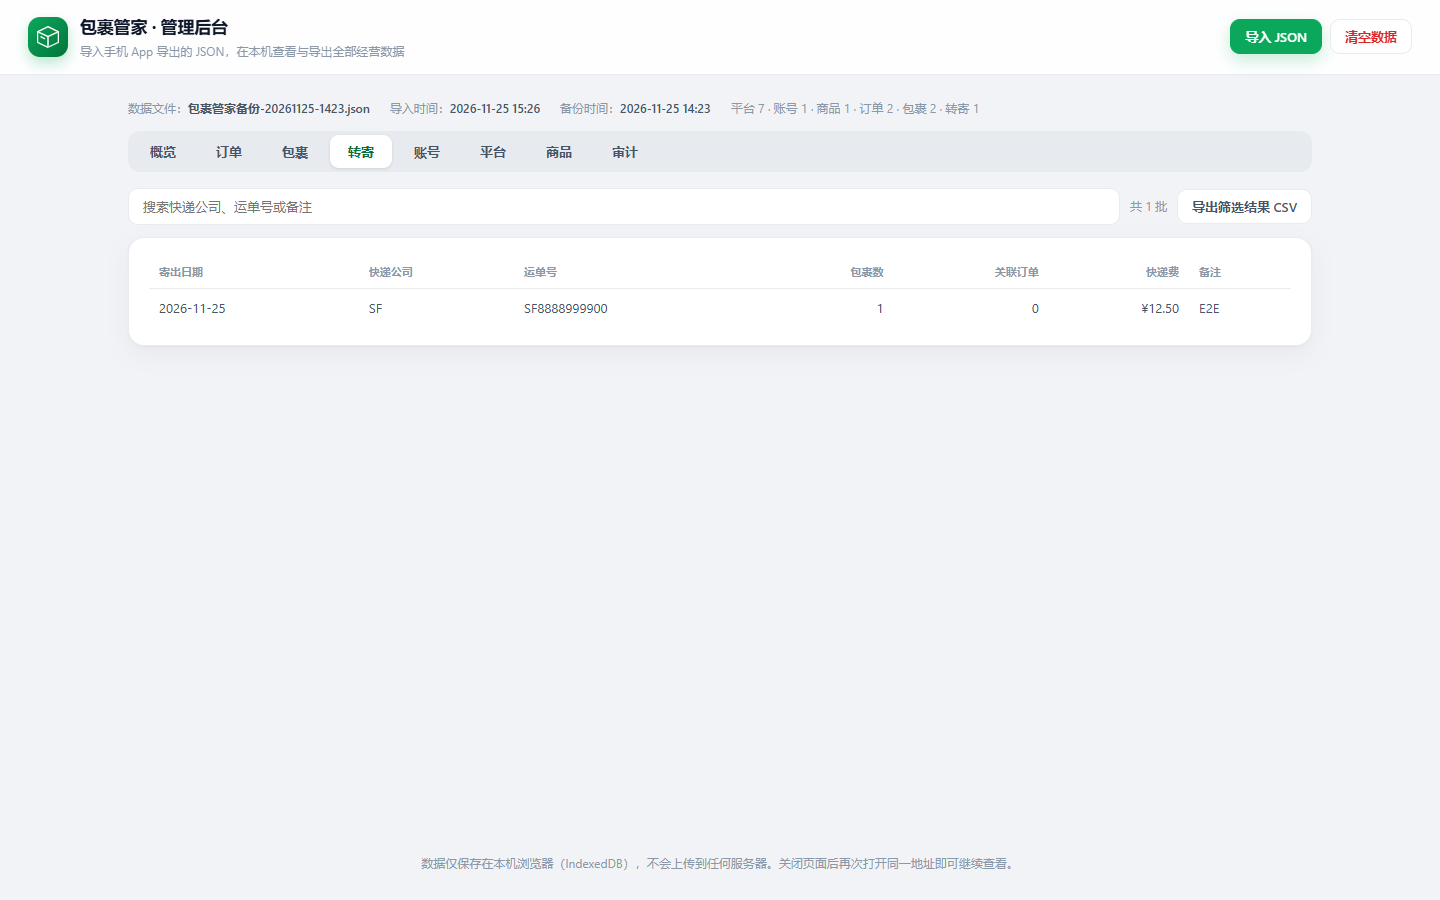 包裹管家 · 管理后台
导入手机 App 导出的 JSON，在本机查看与导出全部经营数据
导入 JSON
清空数据
数据文件：包裹管家备份-20261125-1423.json 导入时间：2026-11-25 15:26 备份时间：2026-11-25 14:23 平台 7 · 账号 1 · 商品 1 · 订单 2 · 包裹 2 · 转寄 1
概览 订单 包裹 转寄 账号 平台 商品 审计
搜索快递公司、运单号或备注
共 1 批
导出筛选结果 CSV
寄出日期 快递公司 运单号 包裹数 关联订单 快递费 备注
2026-11-25 SF SF8888999900 1 0 ¥12.50 E2E
数据仅保存在本机浏览器（IndexedDB），不会上传到任何服务器。关闭页面后再次打开同一地址即可继续查看。